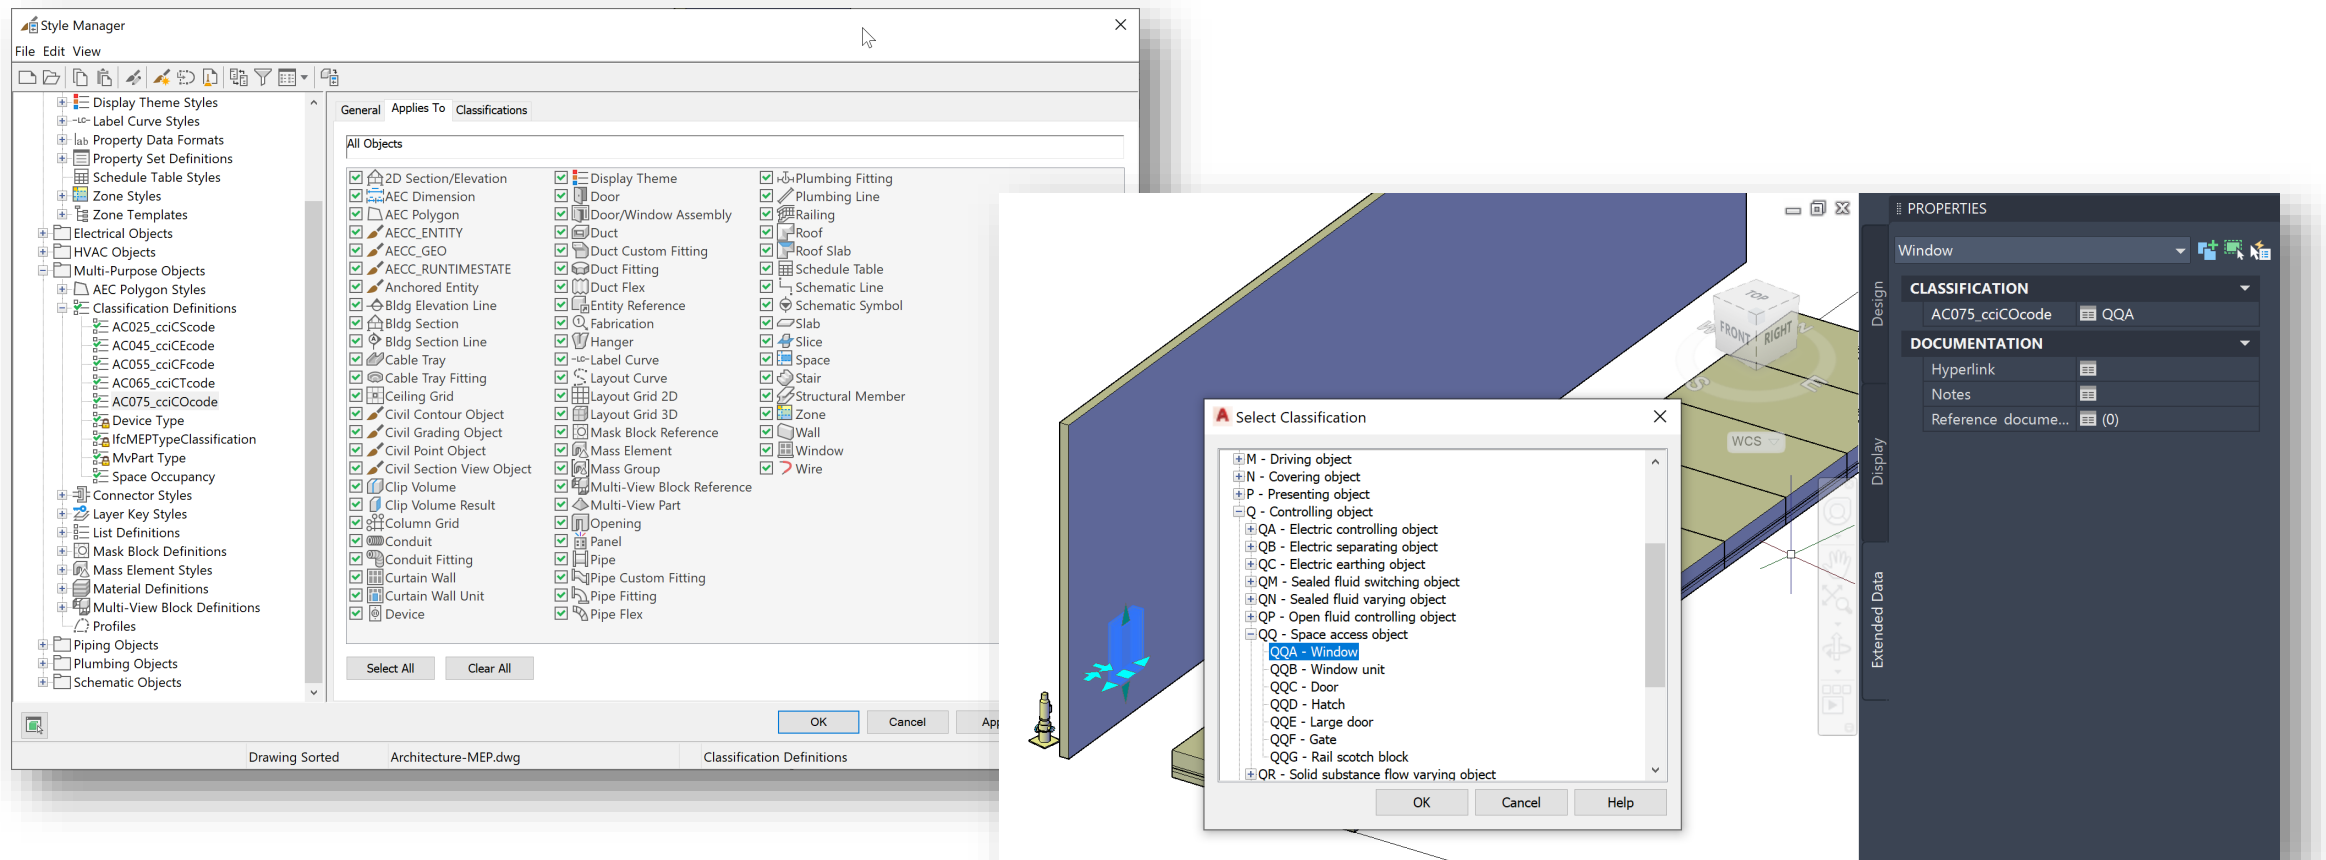 Style Manager
File Edit View
Display Theme Styles
-LC- Label Curve Styles
lab Property Data Formats
Property Set Definitions
Schedule Table Styles
Zone Styles
Zone Templates
Electrical Objects
HVAC Objects
Multi-Purpose Objects
AEC Polygon Styles
Classification Definitions
AC025_cciCScode
AC045_cciCEcode
AC055_cciCFcode
AC065_cciCTcode
AC075_cciCOcode
Device Type
IfcMEPTypeClassification
MvPart Type
Space Occupancy
Connector Styles
Layer Key Styles
List Definitions
Mask Block Definitions
Mass Element Styles
Material Definitions
Multi-View Block Definitions
Profiles
Piping Objects
Plumbing Objects
Schematic Objects
General Applies To Classifications
All Objects
2D Section/Elevation
AEC Dimension
AEC Polygon
AECC_ENTITY
AECC_GEO
AECC_RUNTIMESTATE
Anchored Entity
Bldg Elevation Line
Bldg Section
Bldg Section Line
Cable Tray
Cable Tray Fitting
Ceiling Grid
Civil Contour Object
Civil Grading Object
Civil Point Object
Civil Section View Object
Clip Volume
Clip Volume Result
Column Grid
Conduit
Conduit Fitting
Curtain Wall
Curtain Wall Unit
Device
Display Theme
Door
Door/Window Assembly
Duct
Duct Custom Fitting
Duct Fitting
Duct Flex
Entity Reference
Fabrication
Hanger
-LC- Label Curve
Layout Curve
Layout Grid 2D
Layout Grid 3D
Mask Block Reference
Mass Element
Mass Group
Multi-View Block Reference
Multi-View Part
Opening
Panel
Pipe
Pipe Custom Fitting
Pipe Fitting
Pipe Flex
Plumbing Fitting
Plumbing Line
Railing
Roof
Roof Slab
Schedule Table
Schematic Line
Schematic Symbol
Slab
Slice
Space
Stair
Structural Member
Zone
Wall
Window
Wire
Select All Clear All
OK Cancel App
Drawing Sorted Architecture-MEP.dwg Classification Definitions
TOP
FRONT RIGHT
S E
WCS
Select Classification
M - Driving object
N - Covering object
P - Presenting object
Q - Controlling object
QA - Electric controlling object
QB - Electric separating object
QC - Electric earthing object
QM - Sealed fluid switching object
QN - Sealed fluid varying object
QP - Open fluid controlling object
QQ - Space access object
QQA - Window
QQB - Window unit
QQC - Door
QQD - Hatch
QQE - Large door
QQF - Gate
QQG - Rail scotch block
QR - Solid substance flow varying object
OK Cancel Help
Design
Display
Extended Data
PROPERTIES
Window
CLASSIFICATION
AC075_cciCOcode QQA
DOCUMENTATION
Hyperlink
Notes
Reference docume... (0)